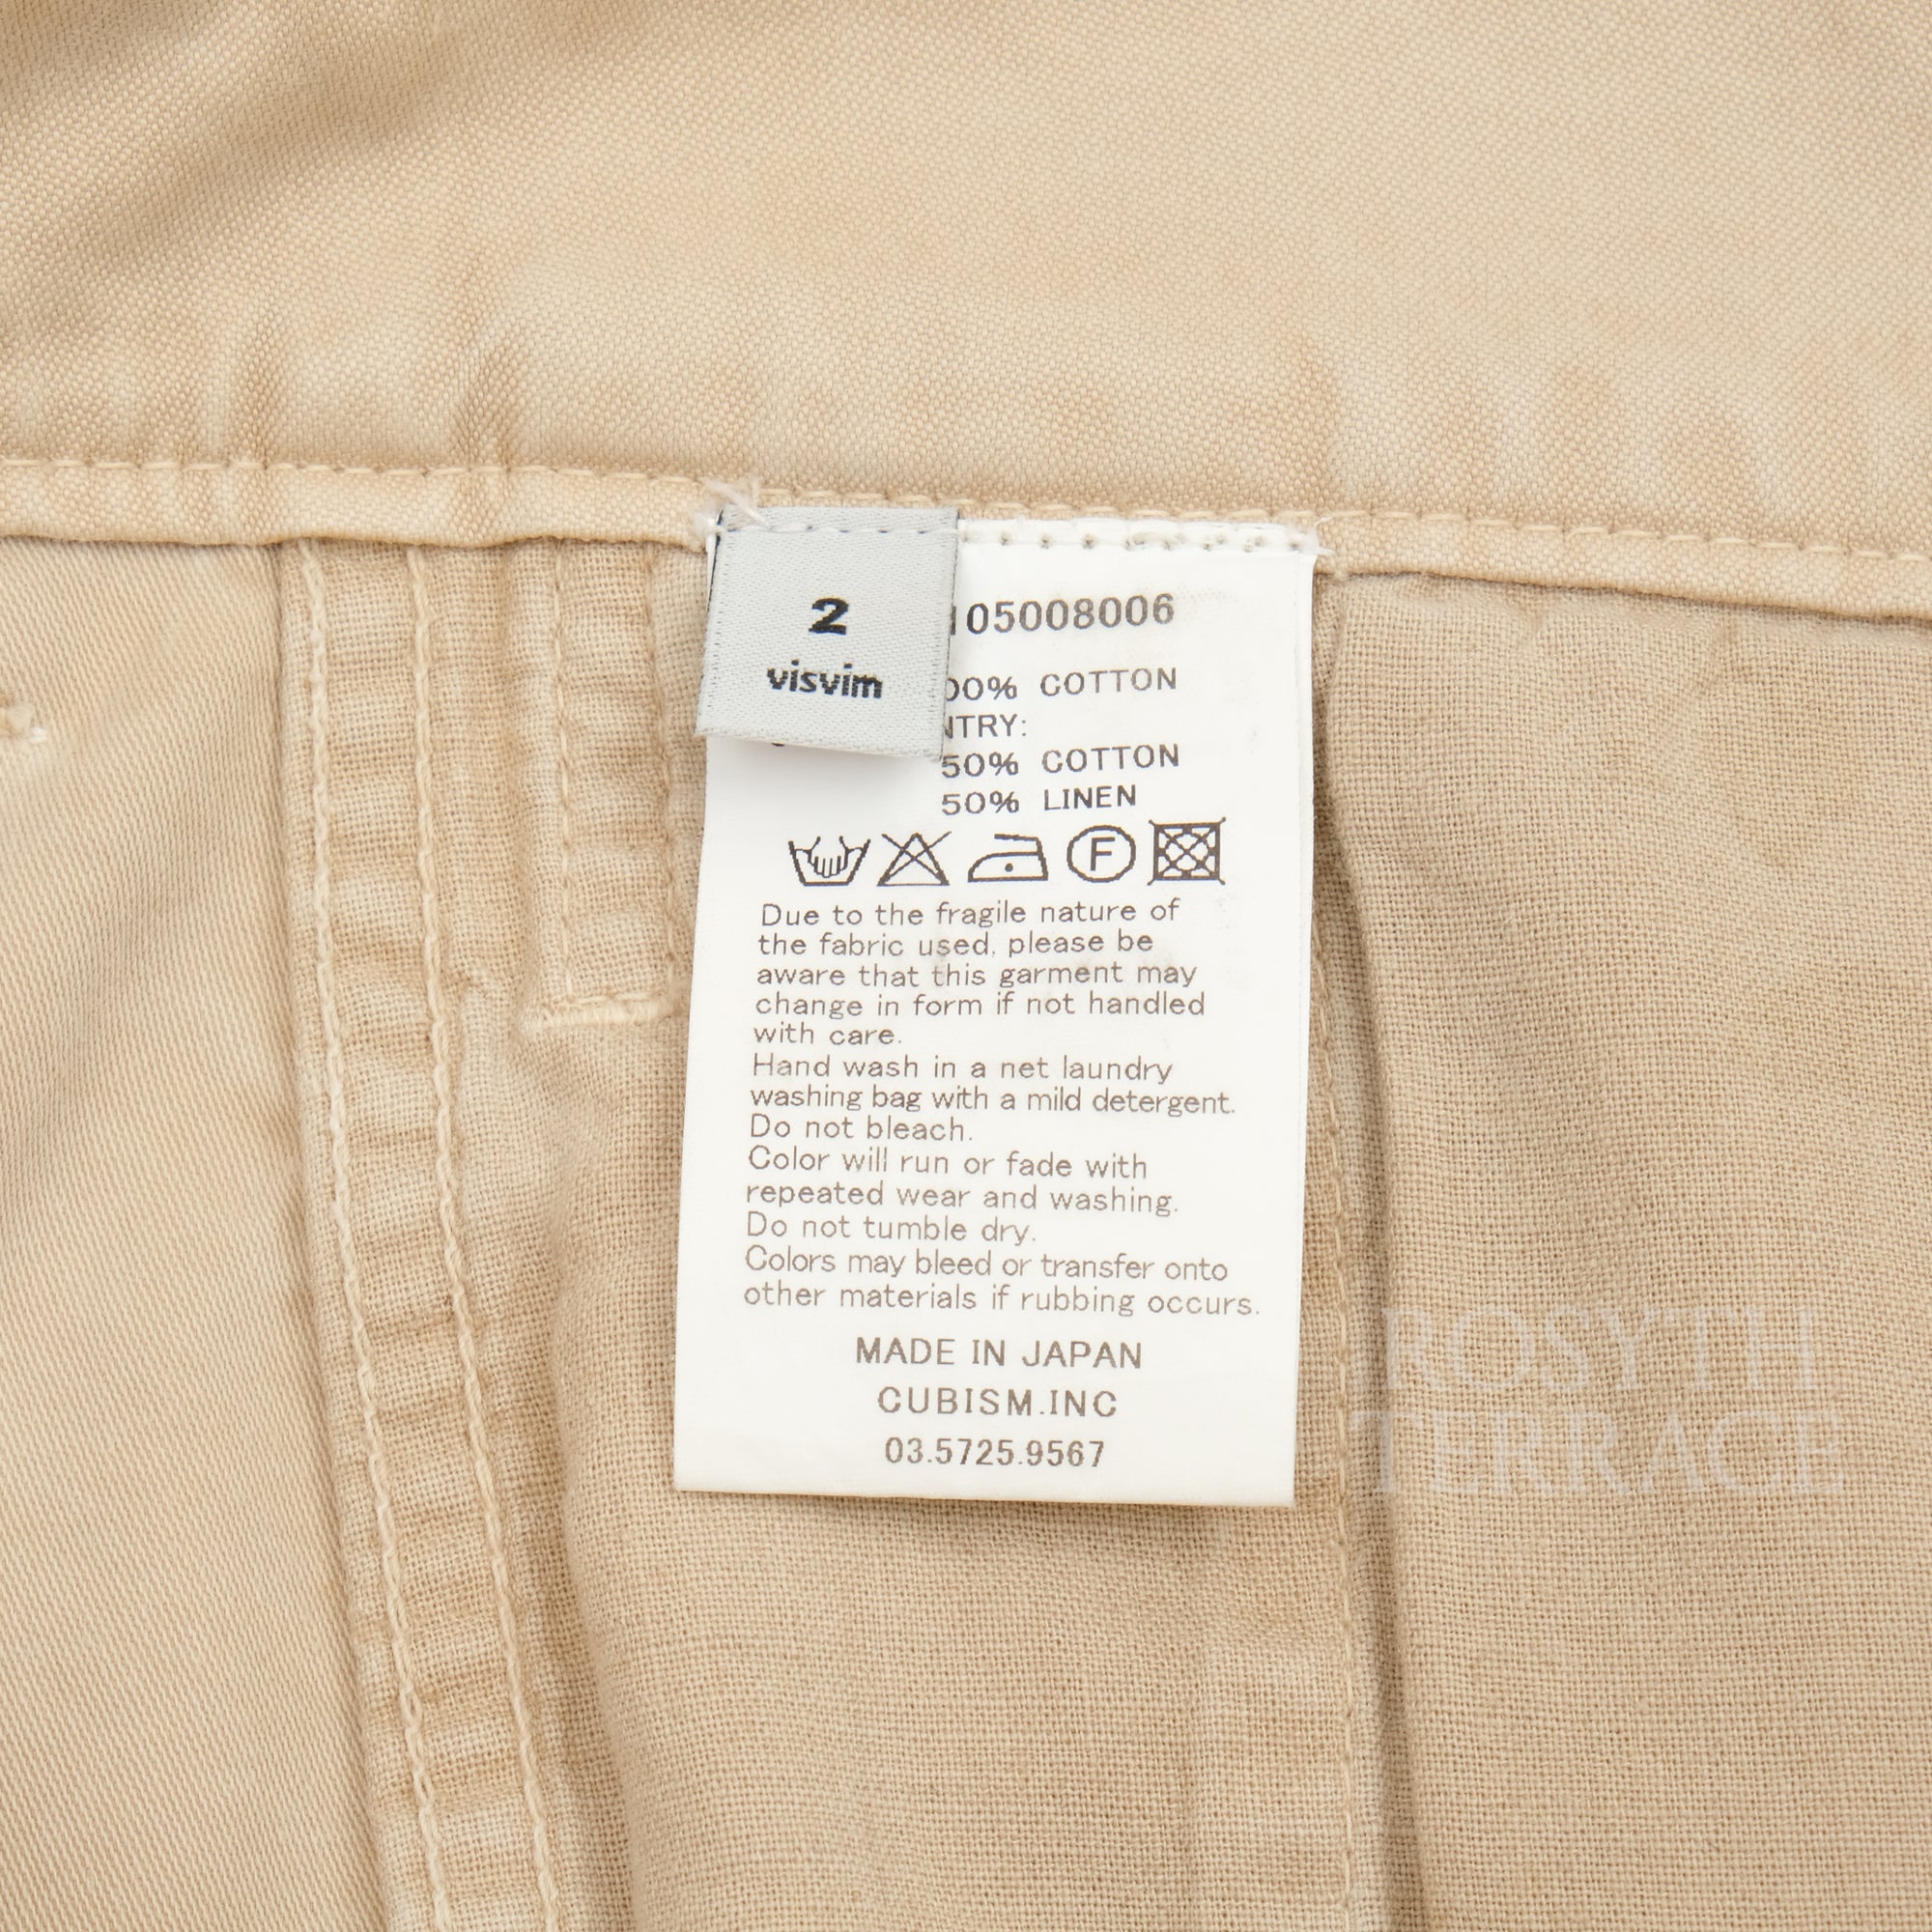 2
visvim
105008006
00% COTTON
NTRY:
50% COTTON
50% LINEN
F
Due to the fragile nature of
the fabric used, please be
aware that this garment may
change in form if not handled
with care.
Hand wash in a net laundry
washing bag with a mild detergent.
Do not bleach.
Color will run or fade with
repeated wear and washing.
Do not tumble dry.
Colors may bleed or transfer onto
other materials if rubbing occurs.
MADE IN JAPAN
CUBISM.INC
03.5725.9567
ROSYTH
TERRACE